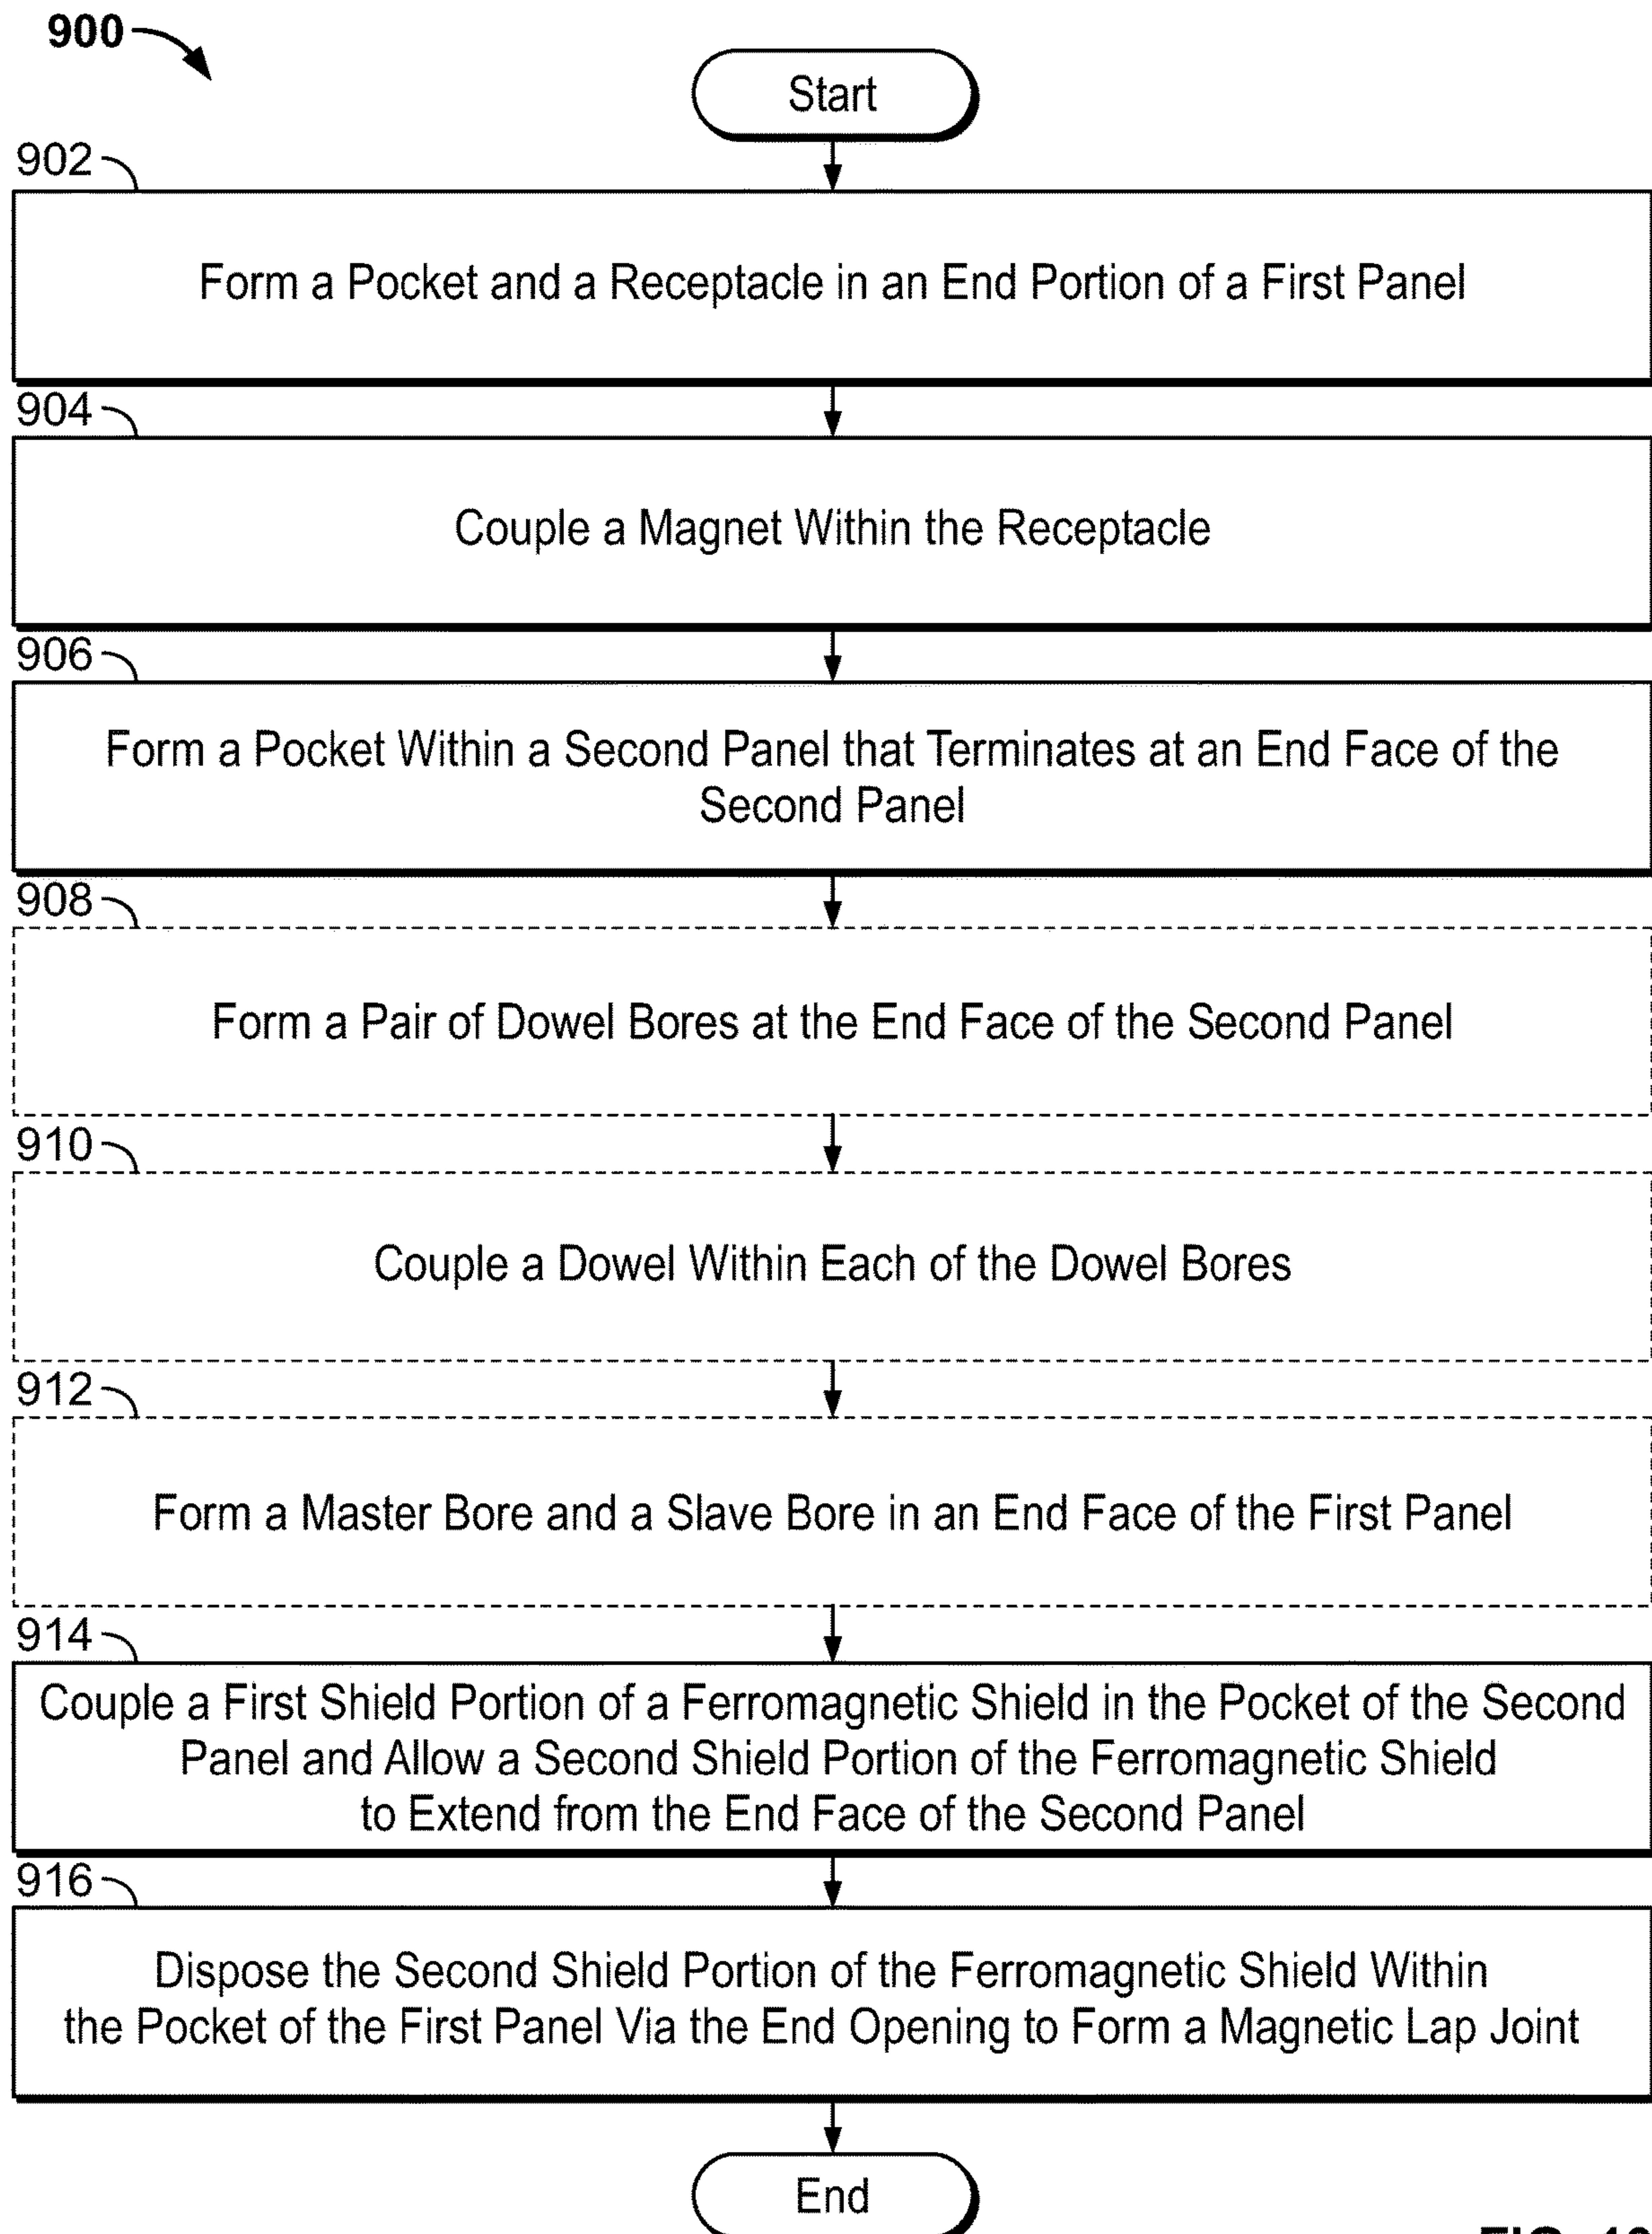 900
Start
902
Form a Pocket and a Receptacle in an End Portion of a First Panel
904
Couple a Magnet Within the Receptacle
906
Form a Pocket Within a Second Panel that Terminates at an End Face of the
Second Panel
908
Form a Pair of Dowel Bores at the End Face of the Second Panel
910
Couple a Dowel Within Each of the Dowel Bores
912
Form a Master Bore and a Slave Bore in an End Face of the First Panel
914
Couple a First Shield Portion of a Ferromagnetic Shield in the Pocket of the Second
Panel and Allow a Second Shield Portion of the Ferromagnetic Shield
to Extend from the End Face of the Second Panel
916
Dispose the Second Shield Portion of the Ferromagnetic Shield Within
the Pocket of the First Panel Via the End Opening to Form a Magnetic Lap Joint
End